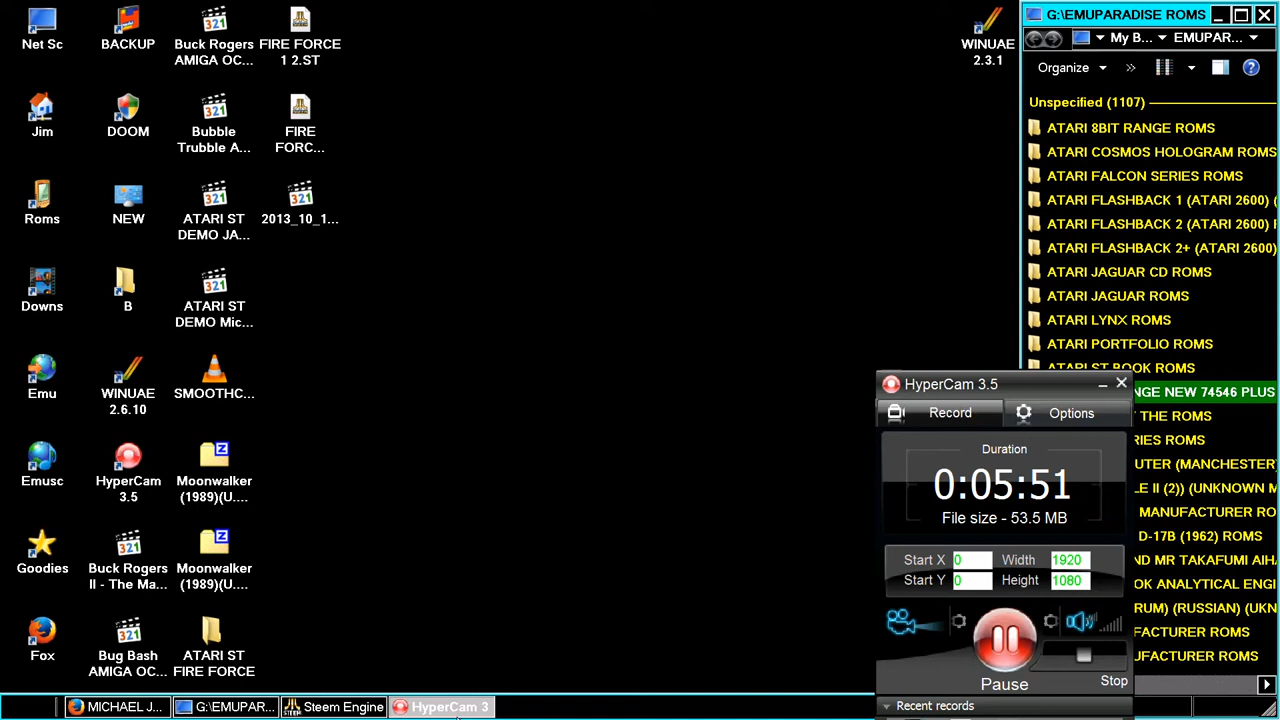 Net Sc
BACKUP
Buck Rogers
AMIGA OC...
FIRE FORCE
1 2.ST
WINUAE
2.3.1
Jim
DOOM
Bubble
Trubble A...
FIRE
FORC...
Roms
NEW
ATARI ST
DEMO JA...
2013_10_1...
Downs
B
ATARI ST
DEMO Mic...
Emu
WINUAE
2.6.10
SMOOTHC...
Emusc
HyperCam
3.5
Moonwalker
(1989)(U....
Goodies
Buck Rogers
II - The Ma...
Moonwalker
(1989)(U...
Fox
Bug Bash
AMIGA OC...
ATARI ST
FIRE FORCE
G:\EMUPARADISE ROMS
My B...
EMUPAR...
Organize
»
Unspecified (1107)
ATARI 8BIT RANGE ROMS
ATARI COSMOS HOLOGRAM ROMS
ATARI FALCON SERIES ROMS
ATARI FLASHBACK 1 (ATARI 2600) (
ATARI FLASHBACK 2 (ATARI 2600)
ATARI FLASHBACK 2+ (ATARI 2600
ATARI JAGUAR CD ROMS
ATARI JAGUAR ROMS
ATARI LYNX ROMS
ATARI PORTFOLIO ROMS
ATARI ST BOOK ROMS
NGE NEW 74546 PLUS
THE ROMS
RIES ROMS
UTER (MANCHESTER)
LE II (2)) (UNKNOWN M
MANUFACTURER RO
D-17B (1962) ROMS
ND MR TAKAFUMI AIHA
OK ANALYTICAL ENGI
RUM) (RUSSIAN) (UKN
FACTURER ROMS
UFACTURER ROMS
HyperCam 3.5
Record
Options
Duration
0:05:51
File size - 53.5 MB
Start X 0 Width 1920
Start Y 0 Height 1080
Pause
Stop
Recent records
MICHAEL J...
G:\EMUPAR...
Steem Engine
HyperCam 3